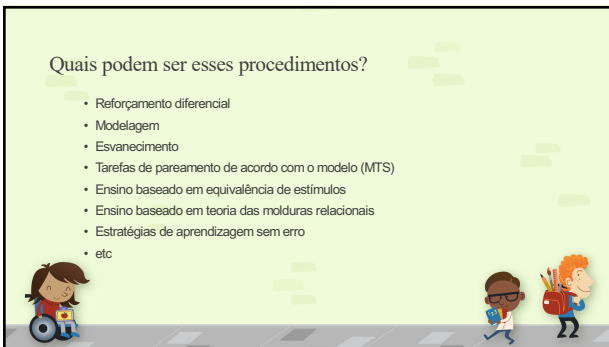 Quais podem ser esses procedimentos?
• Reforçamento diferencial
• Modelagem
• Esvanecimento
• Tarefas de pareamento de acordo com o modelo (MTS)
• Ensino baseado em equivalência de estímulos
• Ensino baseado em teoria das molduras relacionais
• Estratégias de aprendizagem sem erro
• etc